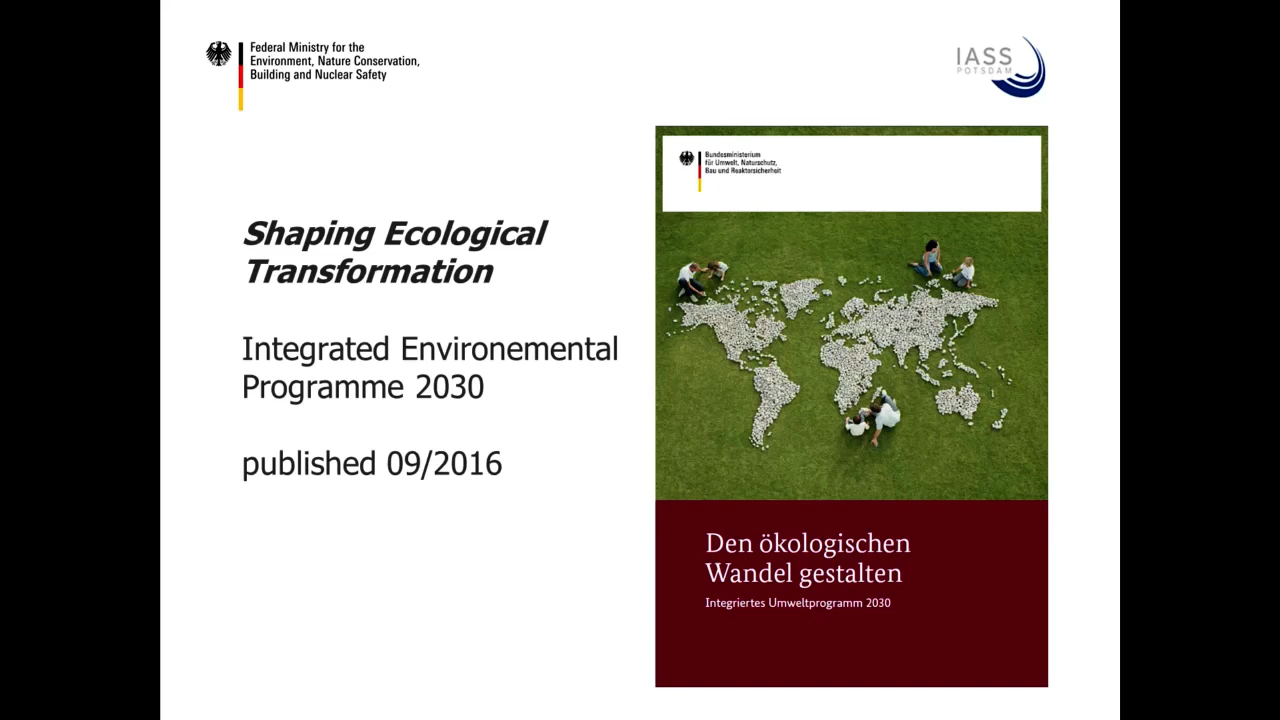 Federal Ministry for the
Environment, Nature Conservation,
Building and Nuclear Safety
IASS
POTSDAM
Shaping Ecological
Transformation
Integrated Environemental
Programme 2030
published 09/2016
Bundesministerium
für Umwelt, Naturschutz,
Bau und Reaktorsicherheit
Den ökologischen
Wandel gestalten
Integriertes Umweltprogramm 2030